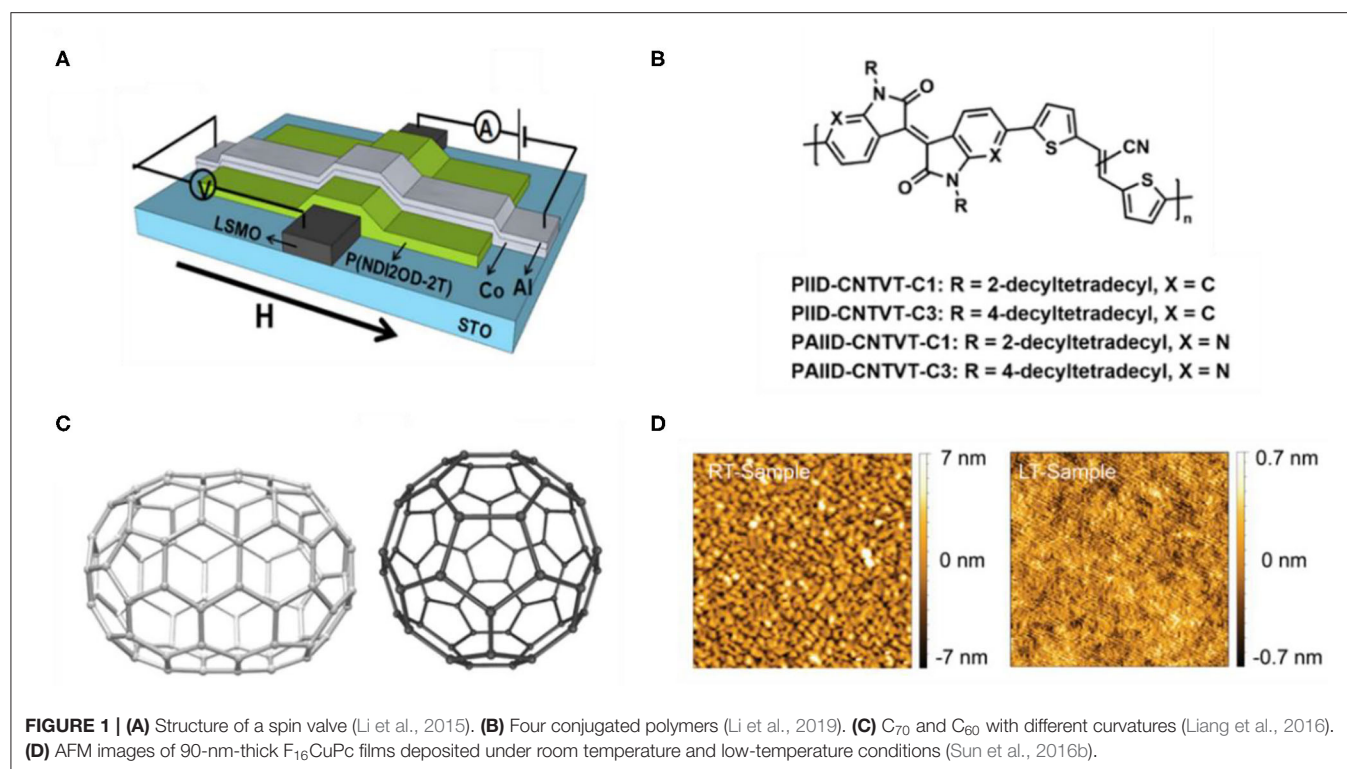 A
A
V
LSMO
P(NDI2OD-2T)
Co
Al
H
STO
B
R
N
O
X
S
CN
X
S
O
N
R
n
PIID-CNTVT-C1: R = 2-decyltetradecyl, X = C
PIID-CNTVT-C3: R = 4-decyltetradecyl, X = C
PAIID-CNTVT-C1: R = 2-decyltetradecyl, X = N
PAIID-CNTVT-C3: R = 4-decyltetradecyl, X = N
C
D
RT-Sample
7 nm
0 nm
-7 nm
LT-Sample
0.7 nm
0 nm
-0.7 nm
FIGURE 1 | (A) Structure of a spin valve (Li et al., 2015). (B) Four conjugated polymers (Li et al., 2019). (C) C₇₀ and C₆₀ with different curvatures (Liang et al., 2016).
(D) AFM images of 90-nm-thick F₁₆CuPc films deposited under room temperature and low-temperature conditions (Sun et al., 2016b).